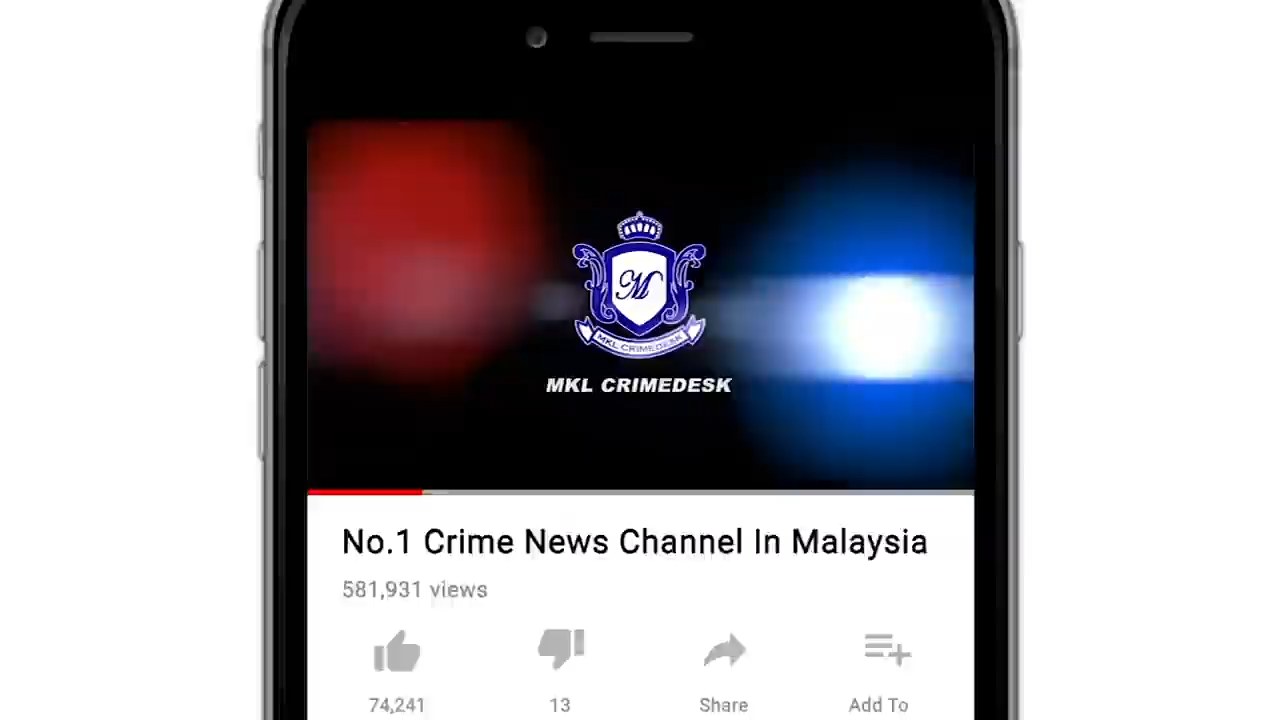 M
MKL CRIMEDESK
MKL CRIMEDESK
No.1 Crime News Channel In Malaysia
581,931 views
74,241
13
Share
Add To